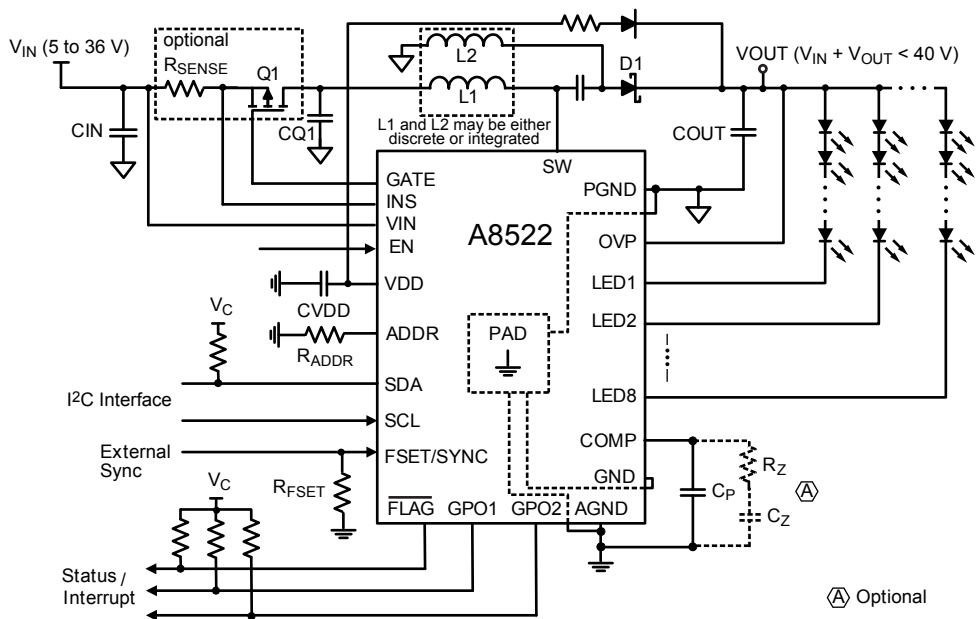 VIN (5 to 36 V)
optional
RSENSE
Q1
L2
D1
VOUT (VIN + VOUT < 40 V)
L1
CIN
CQ1
L1 and L2 may be either
discrete or integrated
COUT
SW
GATE
PGND
INS
VIN
A8522
OVP
EN
VDD
LED1
CVDD
VC
ADDR
LED2
RADDR
PAD
SDA
LED8
I2C Interface
SCL
COMP
External
Sync
FSET/SYNC
GND
RZ
RFSET
CP
A
VC
CZ
FLAG
GPO1
GPO2
AGND
Status /
Interrupt
A Optional